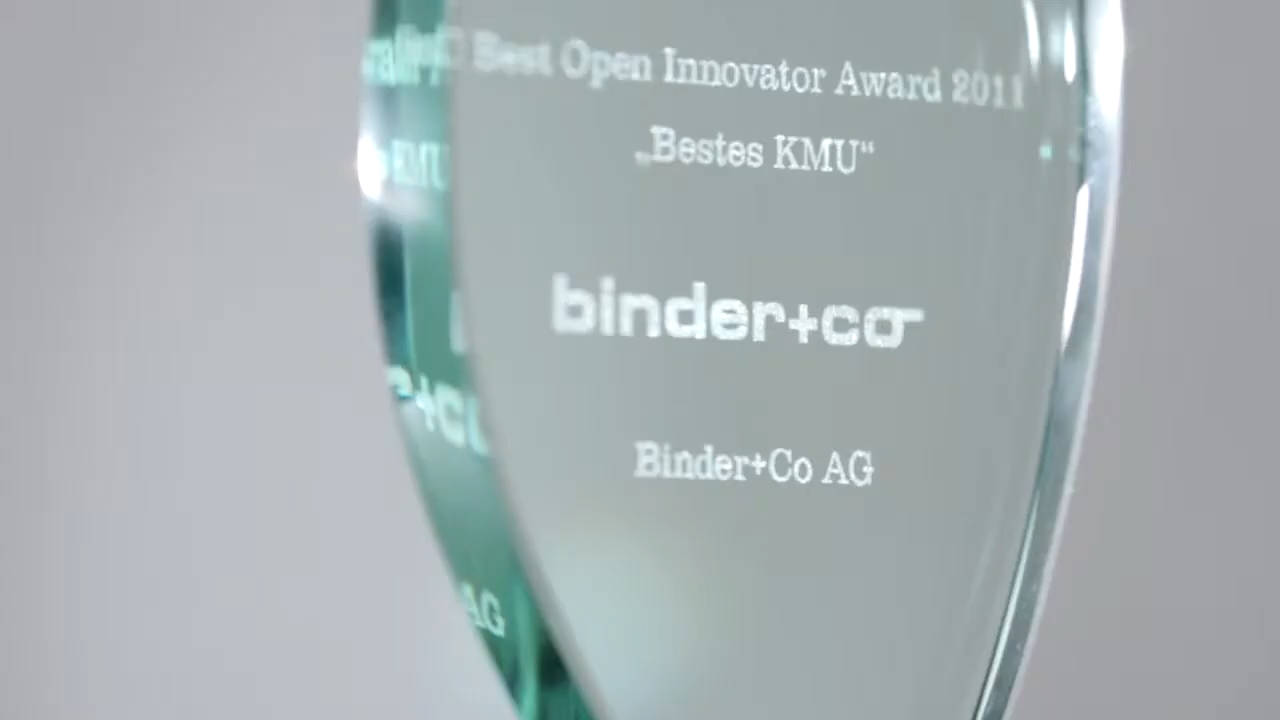 Best Open Innovator Award 2011
„Bestes KMU“
binder+co
Binder+Co AG